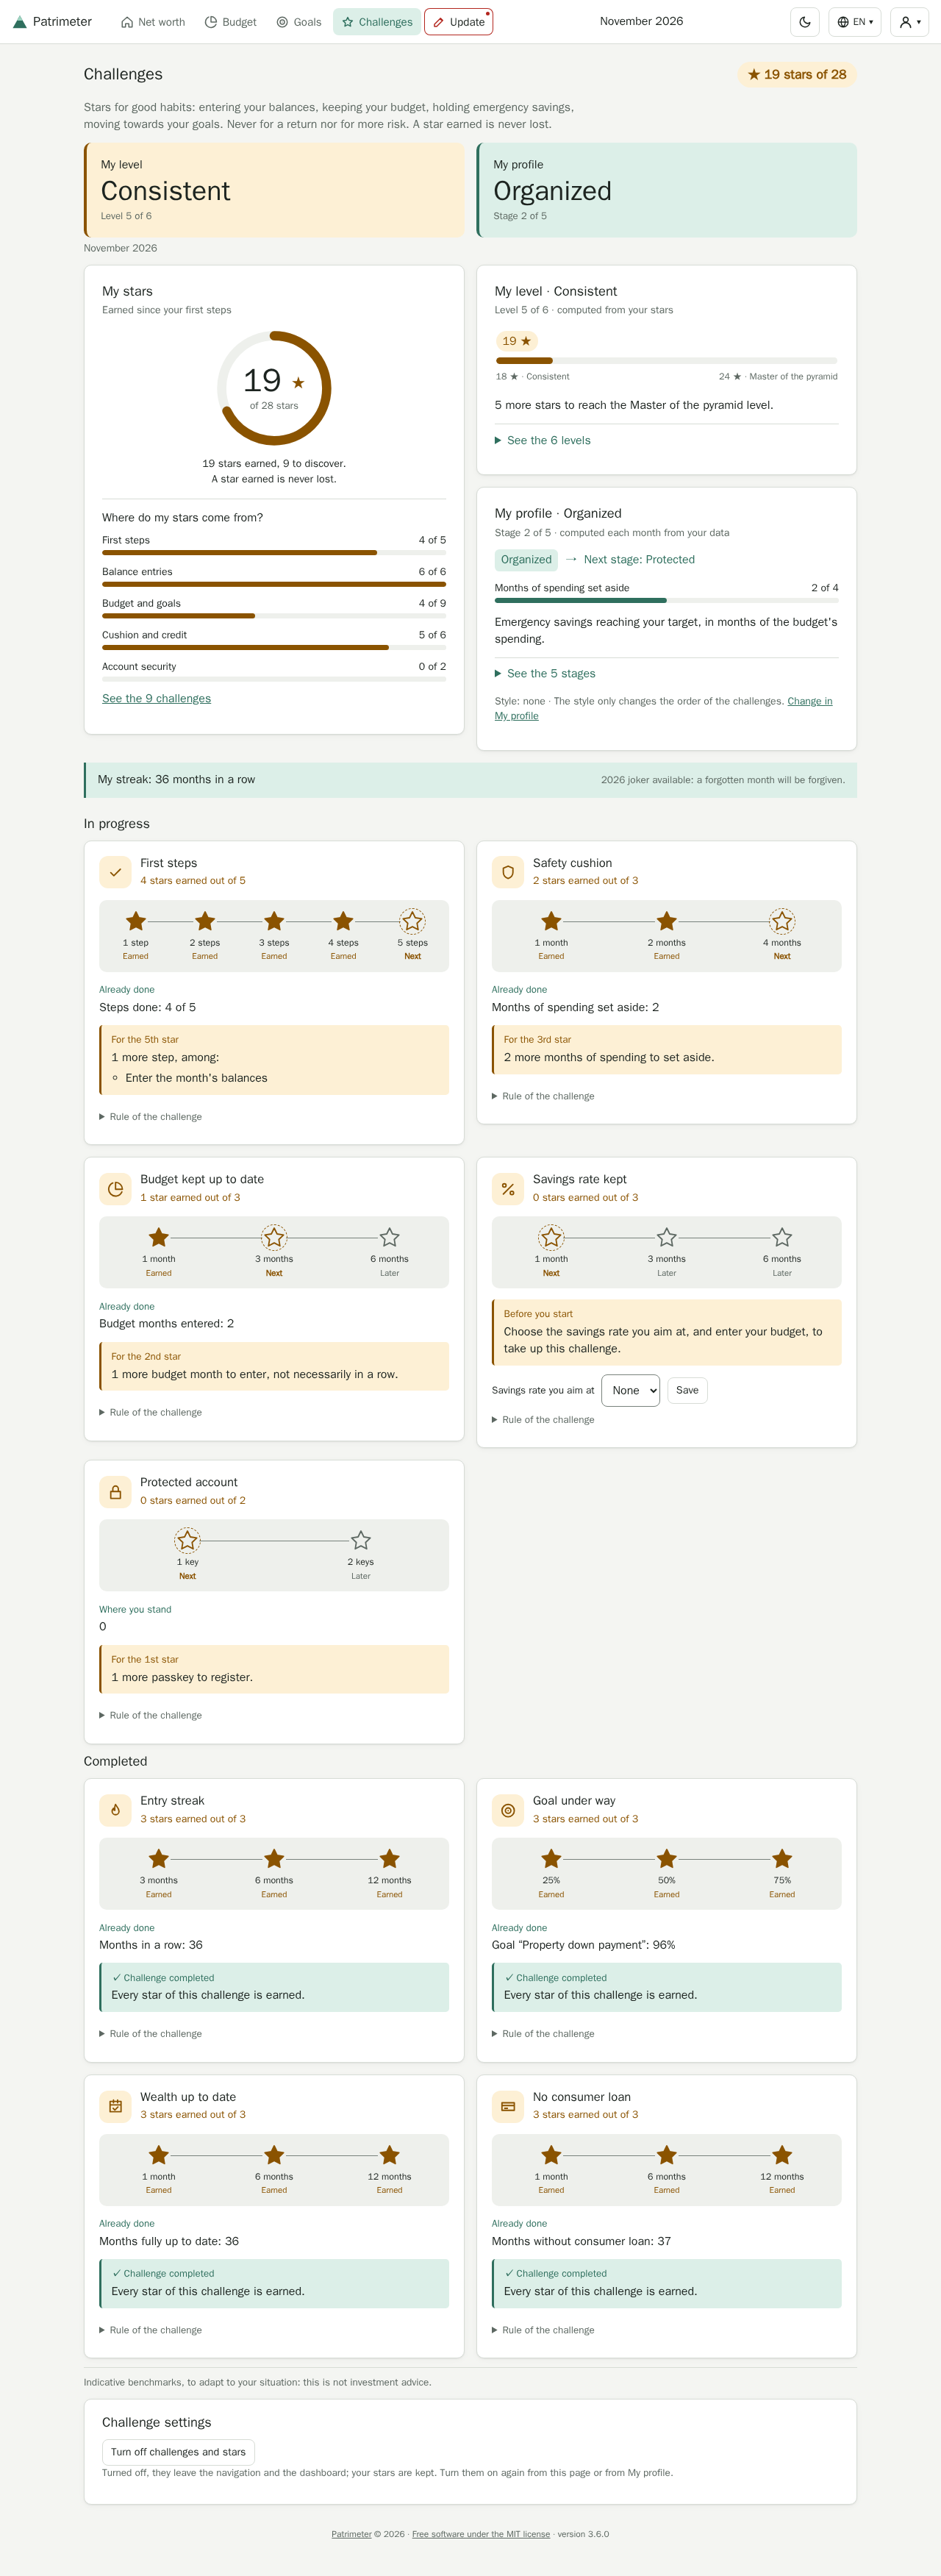 Patrimeter
Net worth
Budget
Goals
Challenges
Update
November 2026
EN ▾
▾
Challenges
★ 19 stars of 28
Stars for good habits: entering your balances, keeping your budget, holding emergency savings,
moving towards your goals. Never for a return nor for more risk. A star earned is never lost.
My level
Consistent
Level 5 of 6
My profile
Organized
Stage 2 of 5
November 2026
My stars
Earned since your first steps
19 ★
of 28 stars
19 stars earned, 9 to discover.
A star earned is never lost.
Where do my stars come from?
First steps 4 of 5
Balance entries 6 of 6
Budget and goals 4 of 9
Cushion and credit 5 of 6
Account security 0 of 2
See the 9 challenges
My level · Consistent
Level 5 of 6 · computed from your stars
19 ★
18 ★ · Consistent 24 ★ · Master of the pyramid
5 more stars to reach the Master of the pyramid level.
▶ See the 6 levels
My profile · Organized
Stage 2 of 5 · computed each month from your data
Organized → Next stage: Protected
Months of spending set aside 2 of 4
Emergency savings reaching your target, in months of the budget's
spending.
▶ See the 5 stages
Style: none · The style only changes the order of the challenges. Change in
My profile
My streak: 36 months in a row 2026 joker available: a forgotten month will be forgiven.
In progress
First steps
4 stars earned out of 5
1 step 2 steps 3 steps 4 steps 5 steps
Earned Earned Earned Earned Next
Already done
Steps done: 4 of 5
For the 5th star
1 more step, among:
Enter the month's balances
▶ Rule of the challenge
Safety cushion
2 stars earned out of 3
1 month 2 months 4 months
Earned Earned Next
Already done
Months of spending set aside: 2
For the 3rd star
2 more months of spending to set aside.
▶ Rule of the challenge
Budget kept up to date
1 star earned out of 3
1 month 3 months 6 months
Earned Next Later
Already done
Budget months entered: 2
For the 2nd star
1 more budget month to enter, not necessarily in a row.
▶ Rule of the challenge
Savings rate kept
0 stars earned out of 3
1 month 3 months 6 months
Next Later Later
Before you start
Choose the savings rate you aim at, and enter your budget, to
take up this challenge.
Savings rate you aim at None Save
▶ Rule of the challenge
Protected account
0 stars earned out of 2
1 key 2 keys
Next Later
Where you stand
0
For the 1st star
1 more passkey to register.
▶ Rule of the challenge
Completed
Entry streak
3 stars earned out of 3
3 months 6 months 12 months
Earned Earned Earned
Already done
Months in a row: 36
✓ Challenge completed
Every star of this challenge is earned.
▶ Rule of the challenge
Goal under way
3 stars earned out of 3
25% 50% 75%
Earned Earned Earned
Already done
Goal “Property down payment”: 96%
✓ Challenge completed
Every star of this challenge is earned.
▶ Rule of the challenge
Wealth up to date
3 stars earned out of 3
1 month 6 months 12 months
Earned Earned Earned
Already done
Months fully up to date: 36
✓ Challenge completed
Every star of this challenge is earned.
▶ Rule of the challenge
No consumer loan
3 stars earned out of 3
1 month 6 months 12 months
Earned Earned Earned
Already done
Months without consumer loan: 37
✓ Challenge completed
Every star of this challenge is earned.
▶ Rule of the challenge
Indicative benchmarks, to adapt to your situation: this is not investment advice.
Challenge settings
Turn off challenges and stars
Turned off, they leave the navigation and the dashboard; your stars are kept. Turn them on again from this page or from My profile.
Patrimeter © 2026 · Free software under the MIT license · version 3.6.0